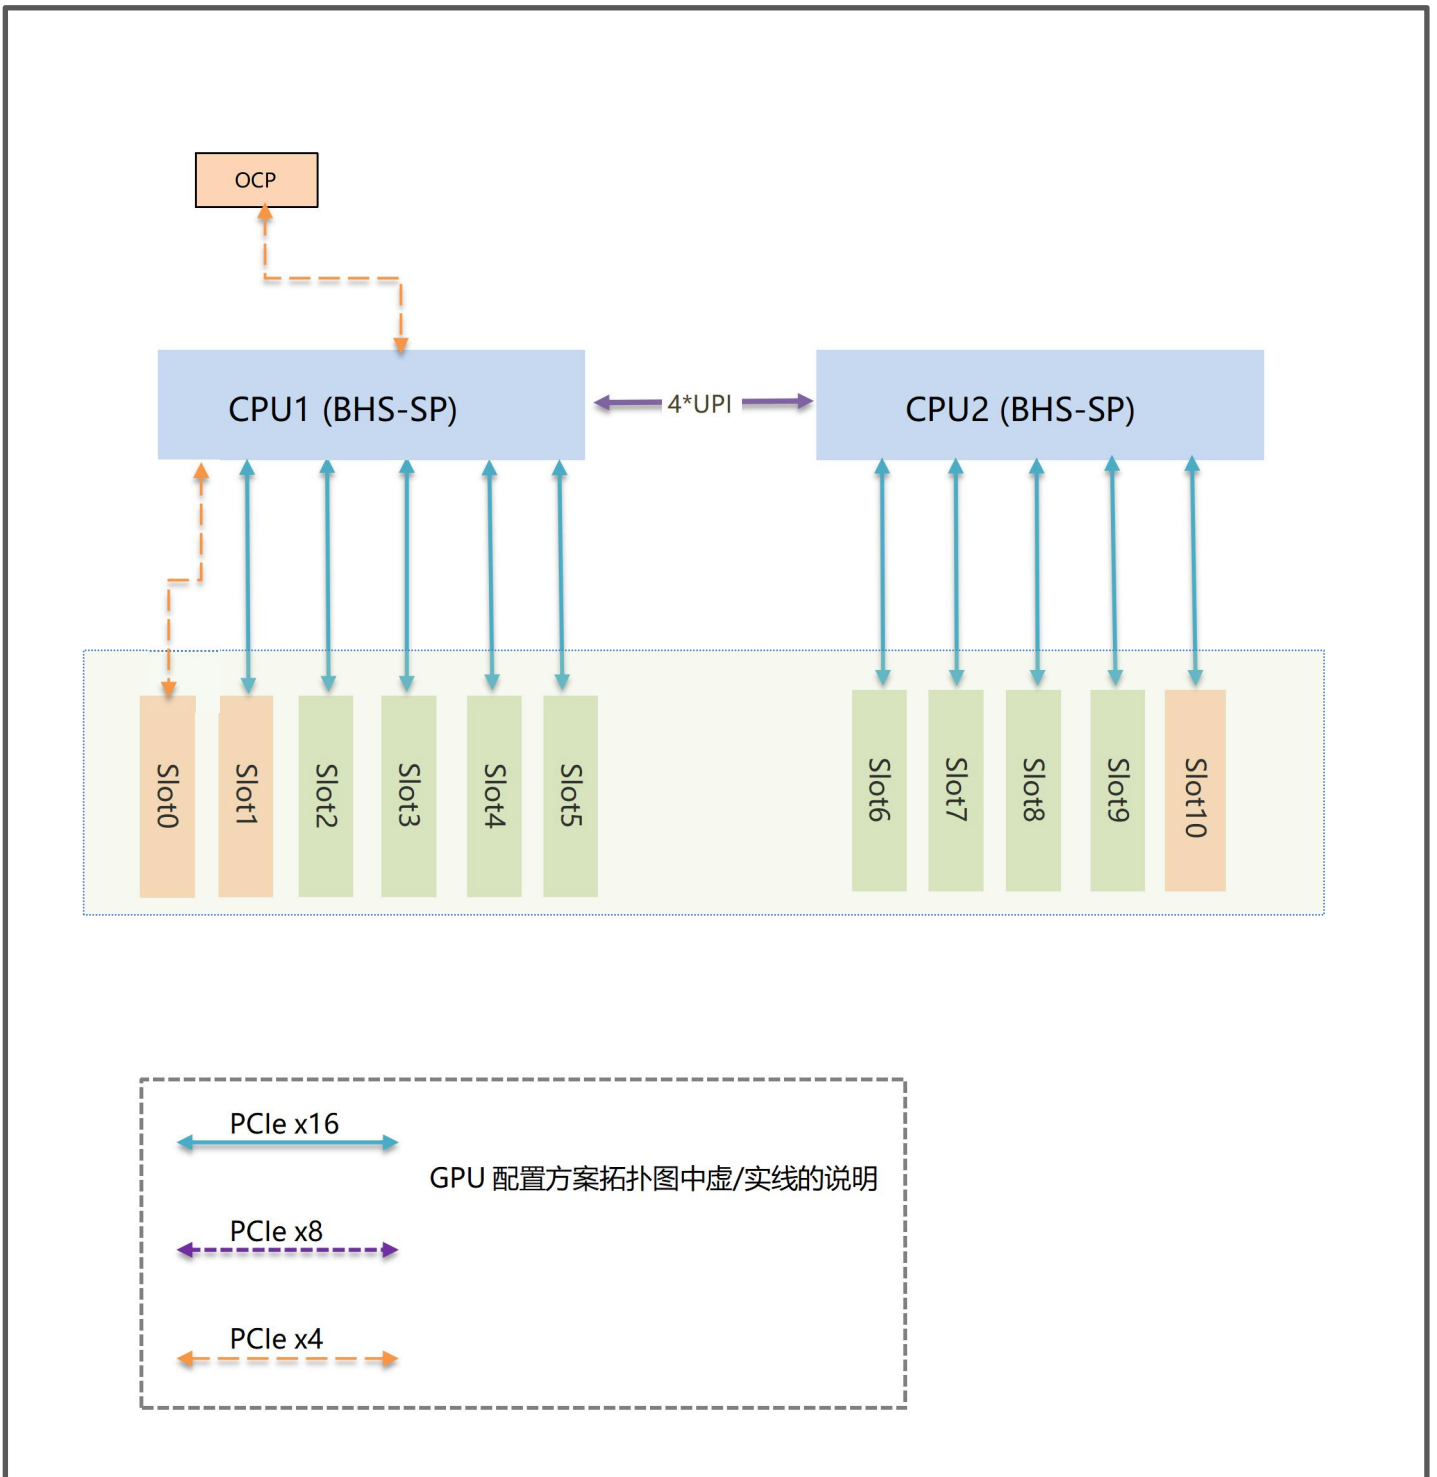 OCP
CPU1 (BHS-SP)
4*UPI
CPU2 (BHS-SP)
Slot0
Slot1
Slot2
Slot3
Slot4
Slot5
Slot6
Slot7
Slot8
Slot9
Slot10
PCIe x16
GPU 配置方案拓扑图中虚/实线的说明
PCIe x8
PCIe x4